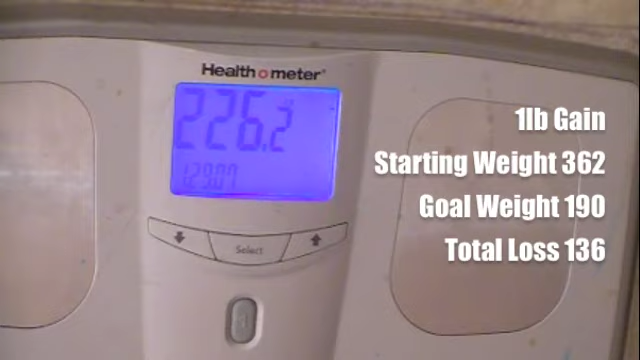 Health o meter®
226.2
1lb Gain
Starting Weight 362
Goal Weight 190
Total Loss 136
Select